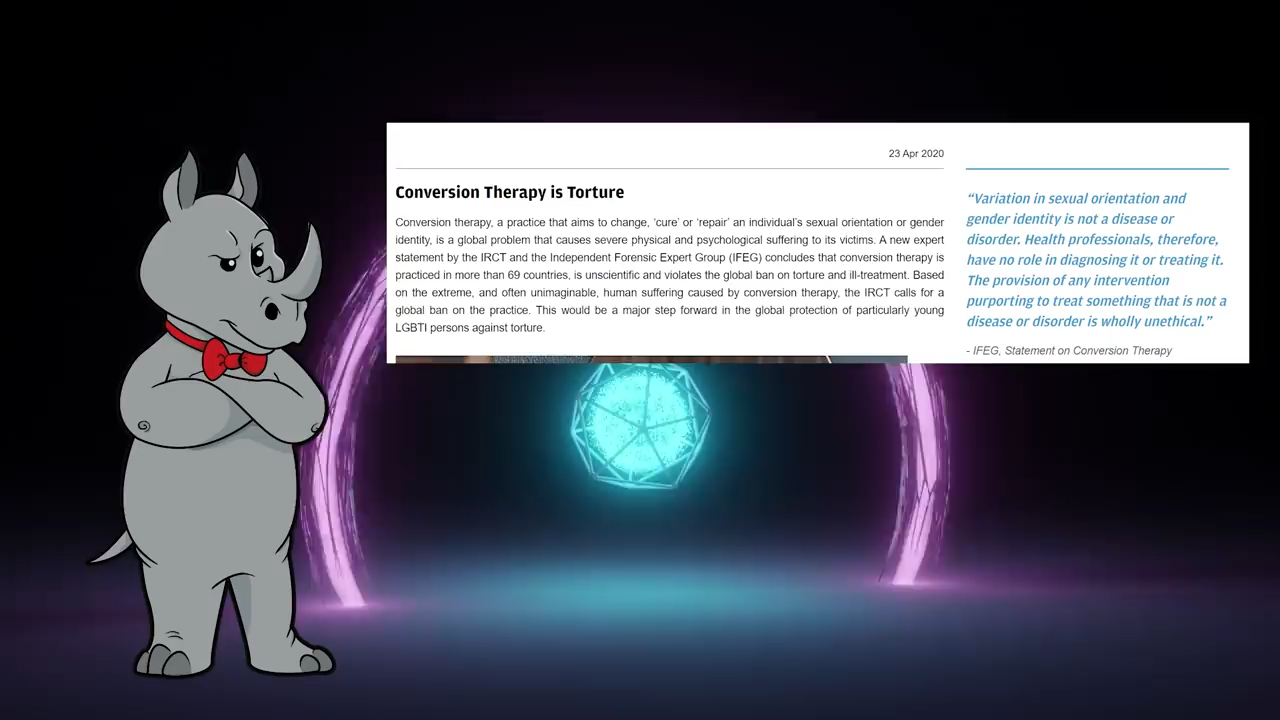 23 Apr 2020
Conversion Therapy is Torture
Conversion therapy, a practice that aims to change, ‘cure’ or ‘repair’ an individual’s sexual orientation or gender
identity, is a global problem that causes severe physical and psychological suffering to its victims. A new expert
statement by the IRCT and the Independent Forensic Expert Group (IFEG) concludes that conversion therapy is
practiced in more than 69 countries, is unscientific and violates the global ban on torture and ill-treatment. Based
on the extreme, and often unimaginable, human suffering caused by conversion therapy, the IRCT calls for a
global ban on the practice. This would be a major step forward in the global protection of particularly young
LGBTI persons against torture.
“Variation in sexual orientation and
gender identity is not a disease or
disorder. Health professionals, therefore,
have no role in diagnosing it or treating it.
The provision of any intervention
purporting to treat something that is not a
disease or disorder is wholly unethical.”
- IFEG, Statement on Conversion Therapy